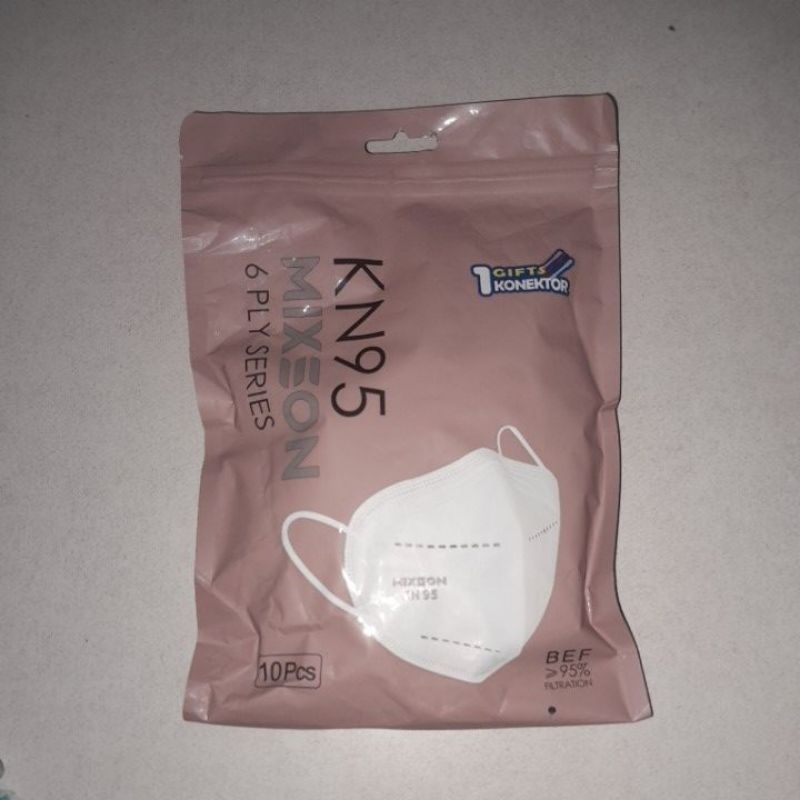 KN95
MIXEON
6 PLY SERIES
1 GIFTS
KONEKTOR
MIXEON
KN95
10Pcs
BEF
≥95%
FILTRATION